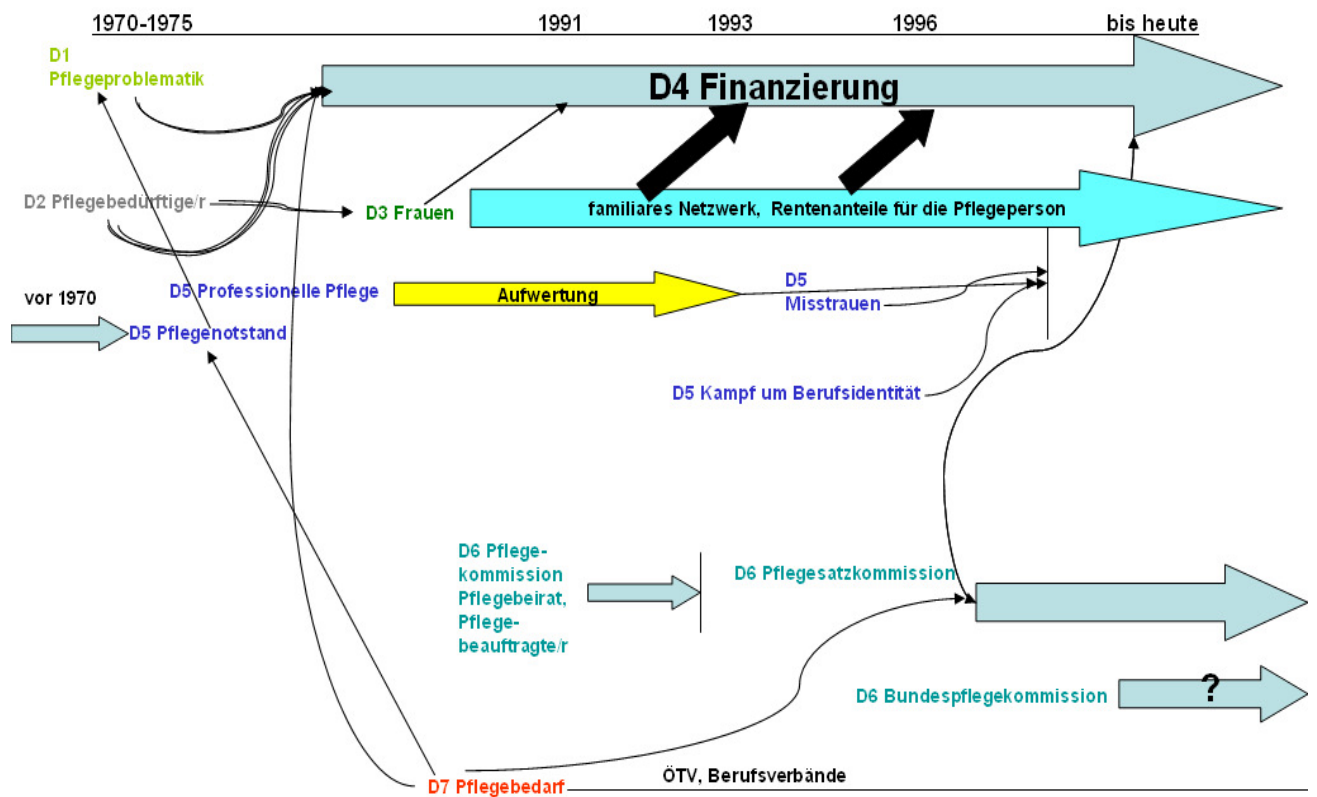 1970-1975 1991 1993 1996 bis heute
D1
Pflegeproblematik
D4 Finanzierung
D2 Pflegebedürftige/r
D3 Frauen
familiares Netzwerk, Rentenanteile für die Pflegeperson
vor 1970
D5 Professionelle Pflege
Aufwertung
D5
Misstrauen
D5 Pflegenotstand
D5 Kampf um Berufsidentität
D6 Pflege-
kommission
Pflegebeirat,
Pflege-
beauftragte/r
D6 Pflegesatzkommission
D6 Bundespflegekommission
?
ÖTV, Berufsverbände
D7 Pflegebedarf